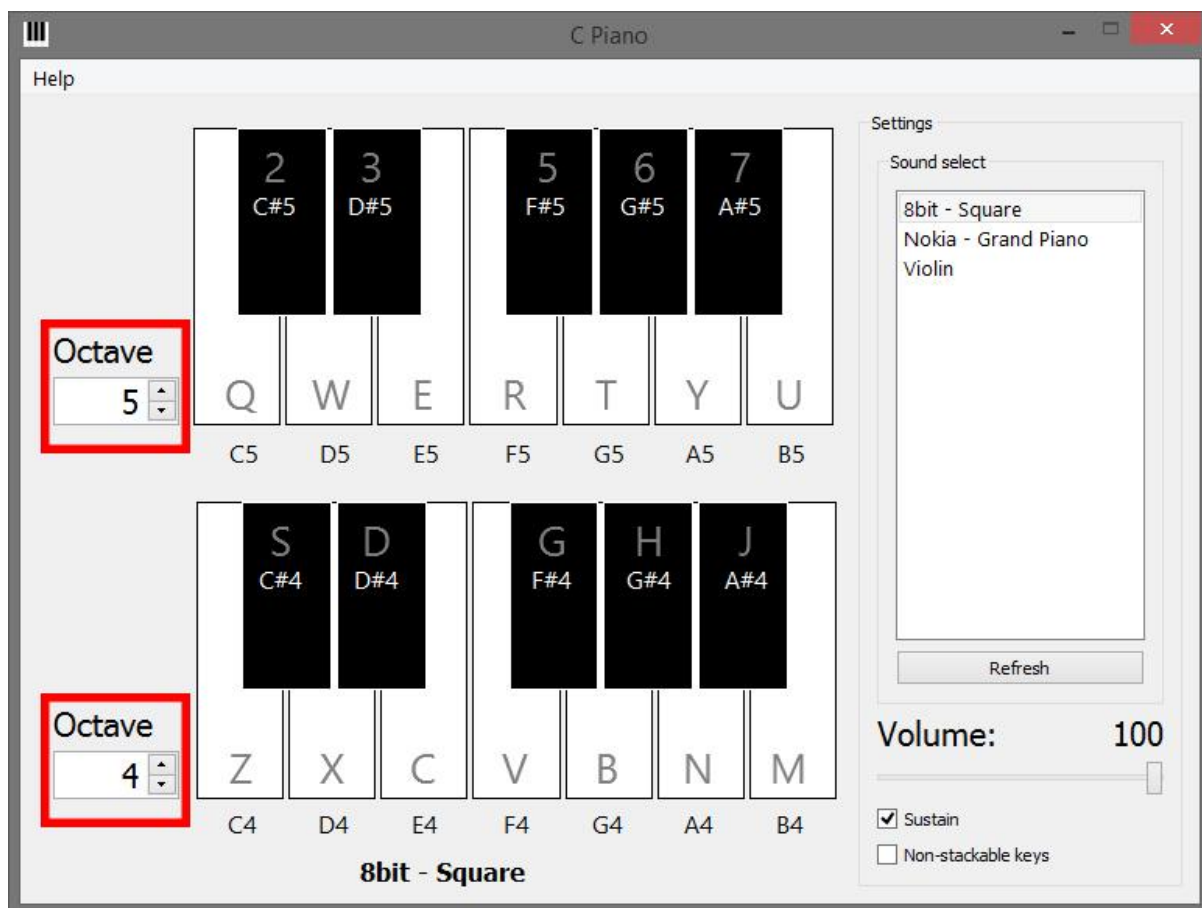 C Piano
Help
2 3 5 6 7
C#5 D#5 F#5 G#5 A#5
Octave
5
Q W E R T Y U
C5 D5 E5 F5 G5 A5 B5
S D G H J
C#4 D#4 F#4 G#4 A#4
Octave
4
Z X C V B N M
C4 D4 E4 F4 G4 A4 B4
8bit - Square
Settings
Sound select
8bit - Square
Nokia - Grand Piano
Violin
Refresh
Volume: 100
Sustain
Non-stackable keys